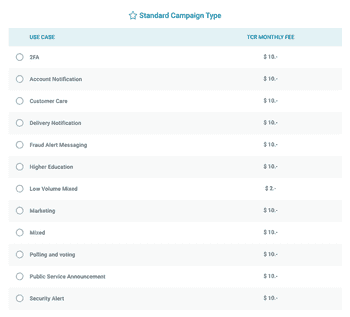 Standard Campaign Type
USE CASE TCR MONTHLY FEE
2FA $ 10.-
Account Notification $ 10.-
Customer Care $ 10.-
Delivery Notification $ 10.-
Fraud Alert Messaging $ 10.-
Higher Education $ 10.-
Low Volume Mixed $ 2.-
Marketing $ 10.-
Mixed $ 10.-
Polling and voting $ 10.-
Public Service Announcement $ 10.-
Security Alert $ 10.-